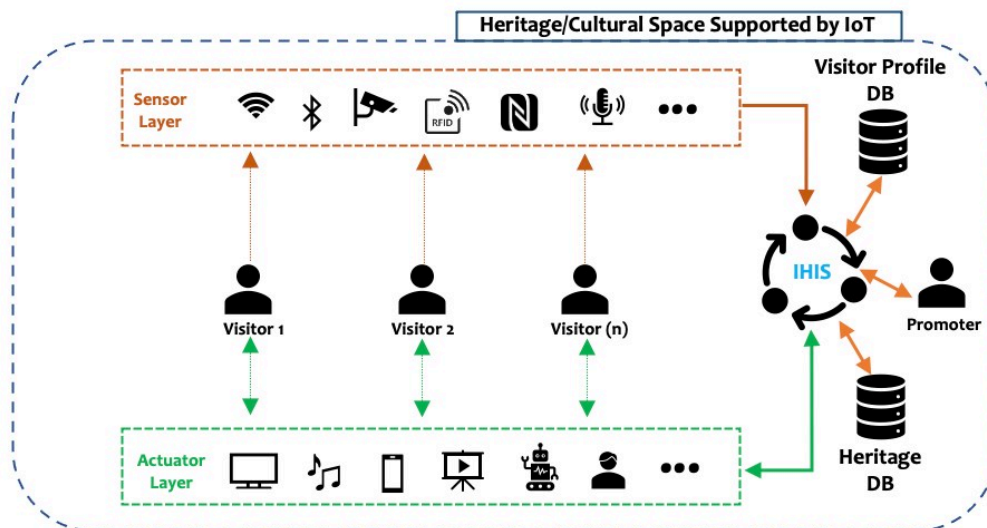 Heritage/Cultural Space Supported by IoT
Sensor
Layer
RFID
Visitor Profile
DB
IHIS
Visitor 1
Visitor 2
Visitor (n)
Promoter
Actuator
Layer
Heritage
DB